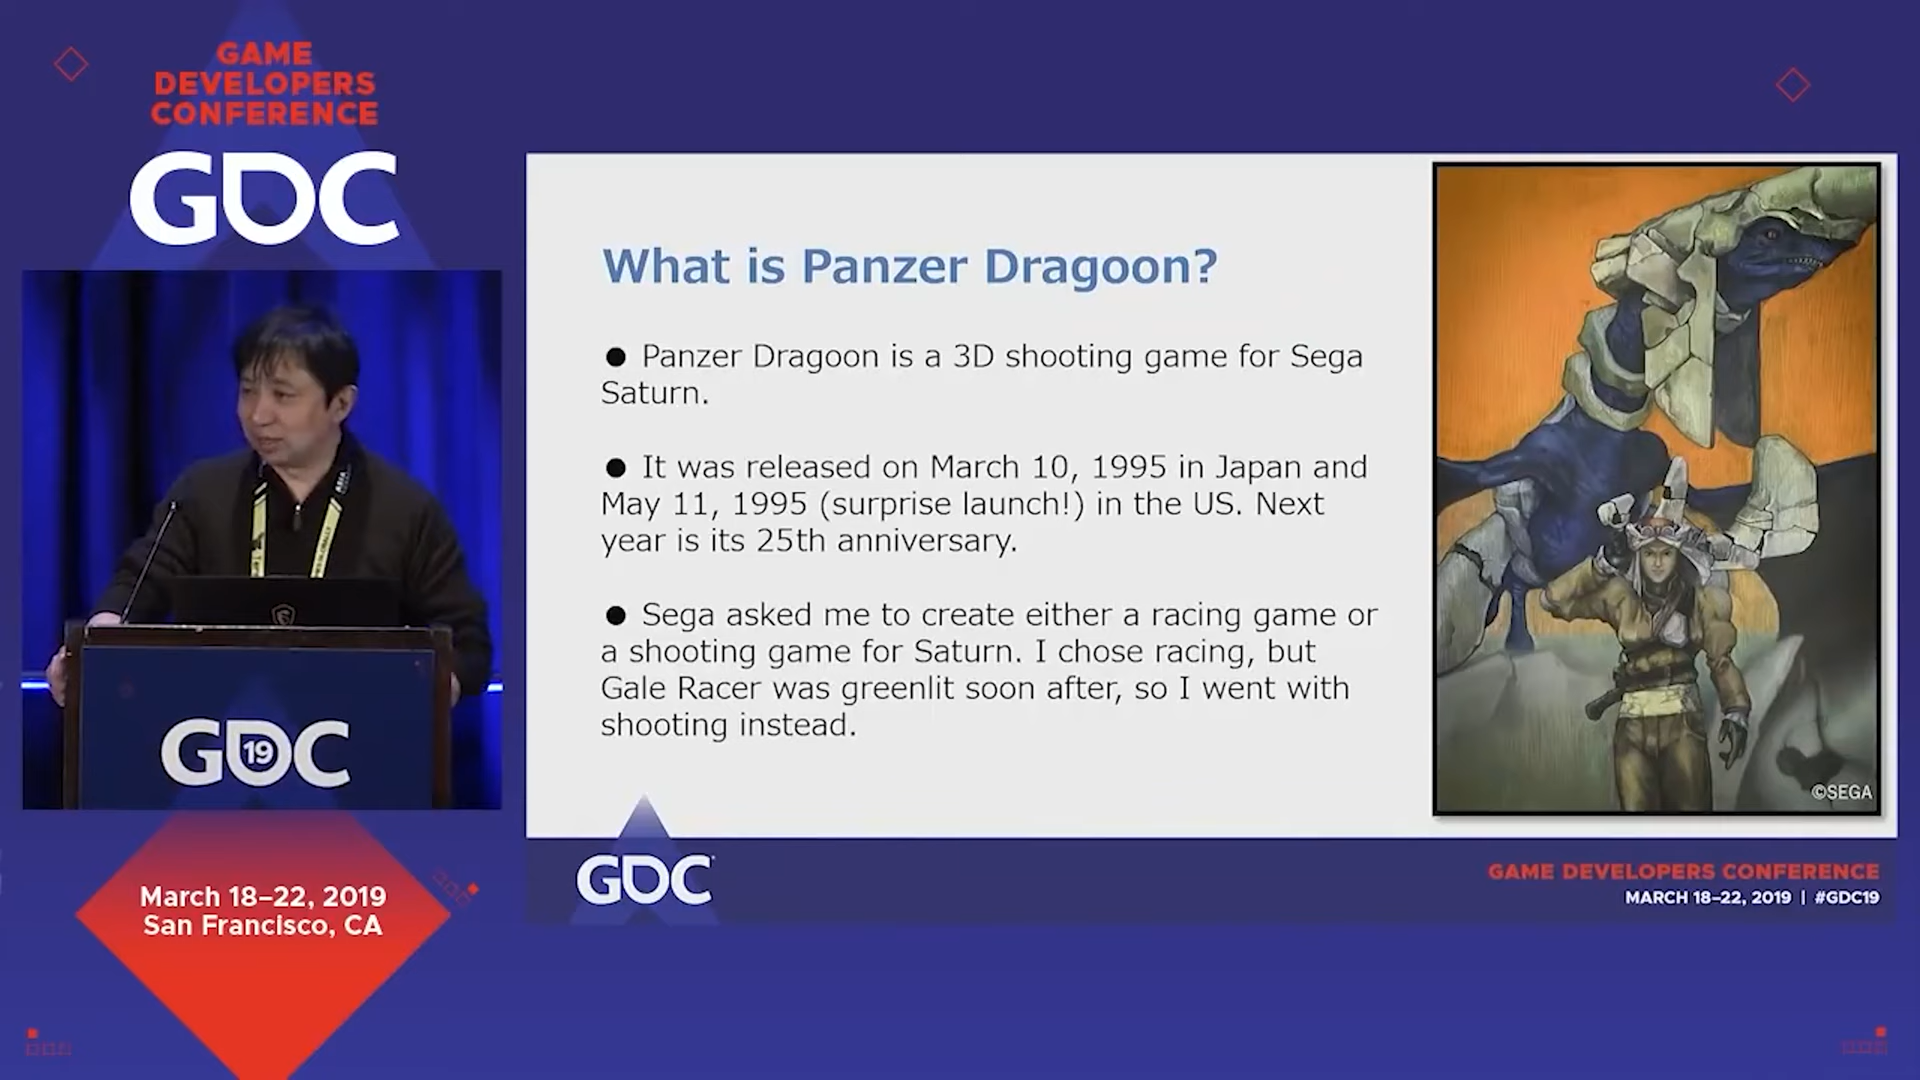 GAME
DEVELOPERS
CONFERENCE
GDC
GDC
19
March 18–22, 2019
San Francisco, CA
What is Panzer Dragoon?
● Panzer Dragoon is a 3D shooting game for Sega
Saturn.
● It was released on March 10, 1995 in Japan and
May 11, 1995 (surprise launch!) in the US. Next
year is its 25th anniversary.
● Sega asked me to create either a racing game or
a shooting game for Saturn. I chose racing, but
Gale Racer was greenlit soon after, so I went with
shooting instead.
©SEGA
GDC
GAME DEVELOPERS CONFERENCE
MARCH 18–22, 2019 | #GDC19